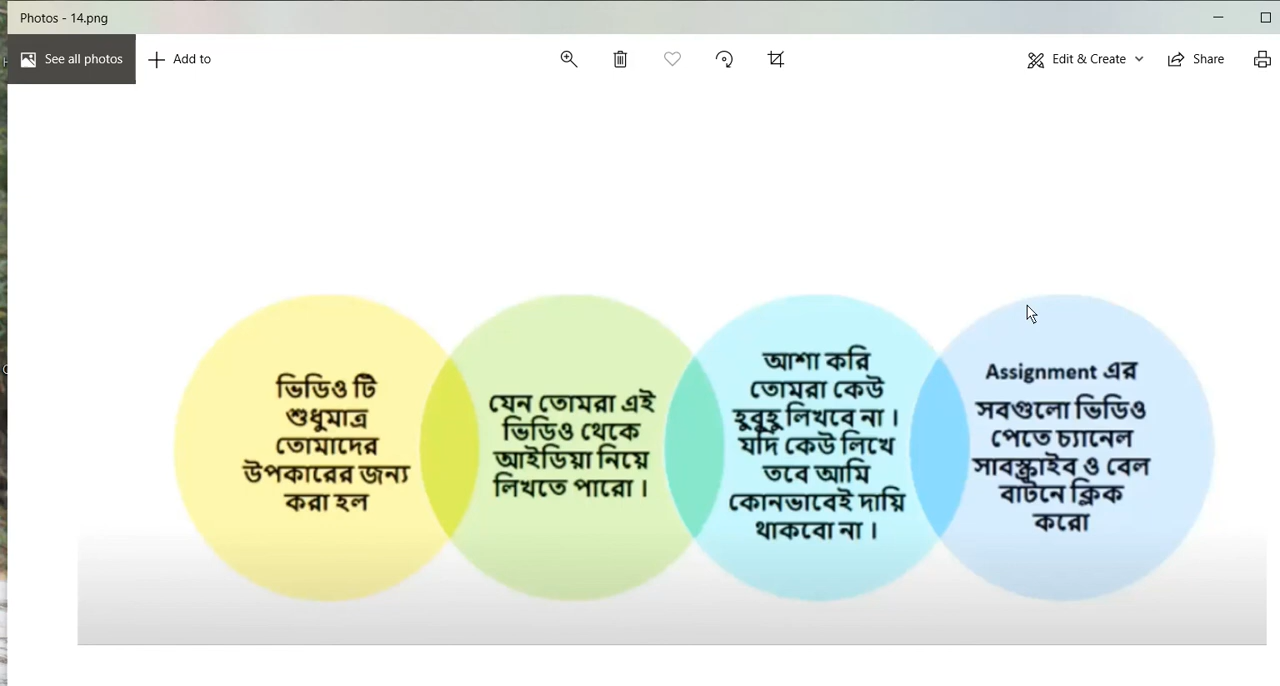 Photos - 14.png
See all photos
Add to
Edit & Create
Share
ভিডিও টি
শুধুমাত্র
তোমাদের
উপকারের জন্য
করা হল
যেন তোমরা এই
ভিডিও থেকে
আইডিয়া নিয়ে
লিখতে পারো ।
আশা করি
তোমরা কেউ
হুবুহু লিখবে না ।
যদি কেউ লিখে
তবে আমি
কোনভাবেই দায়ি
থাকবো না ।
Assignment এর
সবগুলো ভিডিও
পেতে চ্যানেল
সাবস্ক্রাইব ও বেল
বাটনে ক্লিক
করো